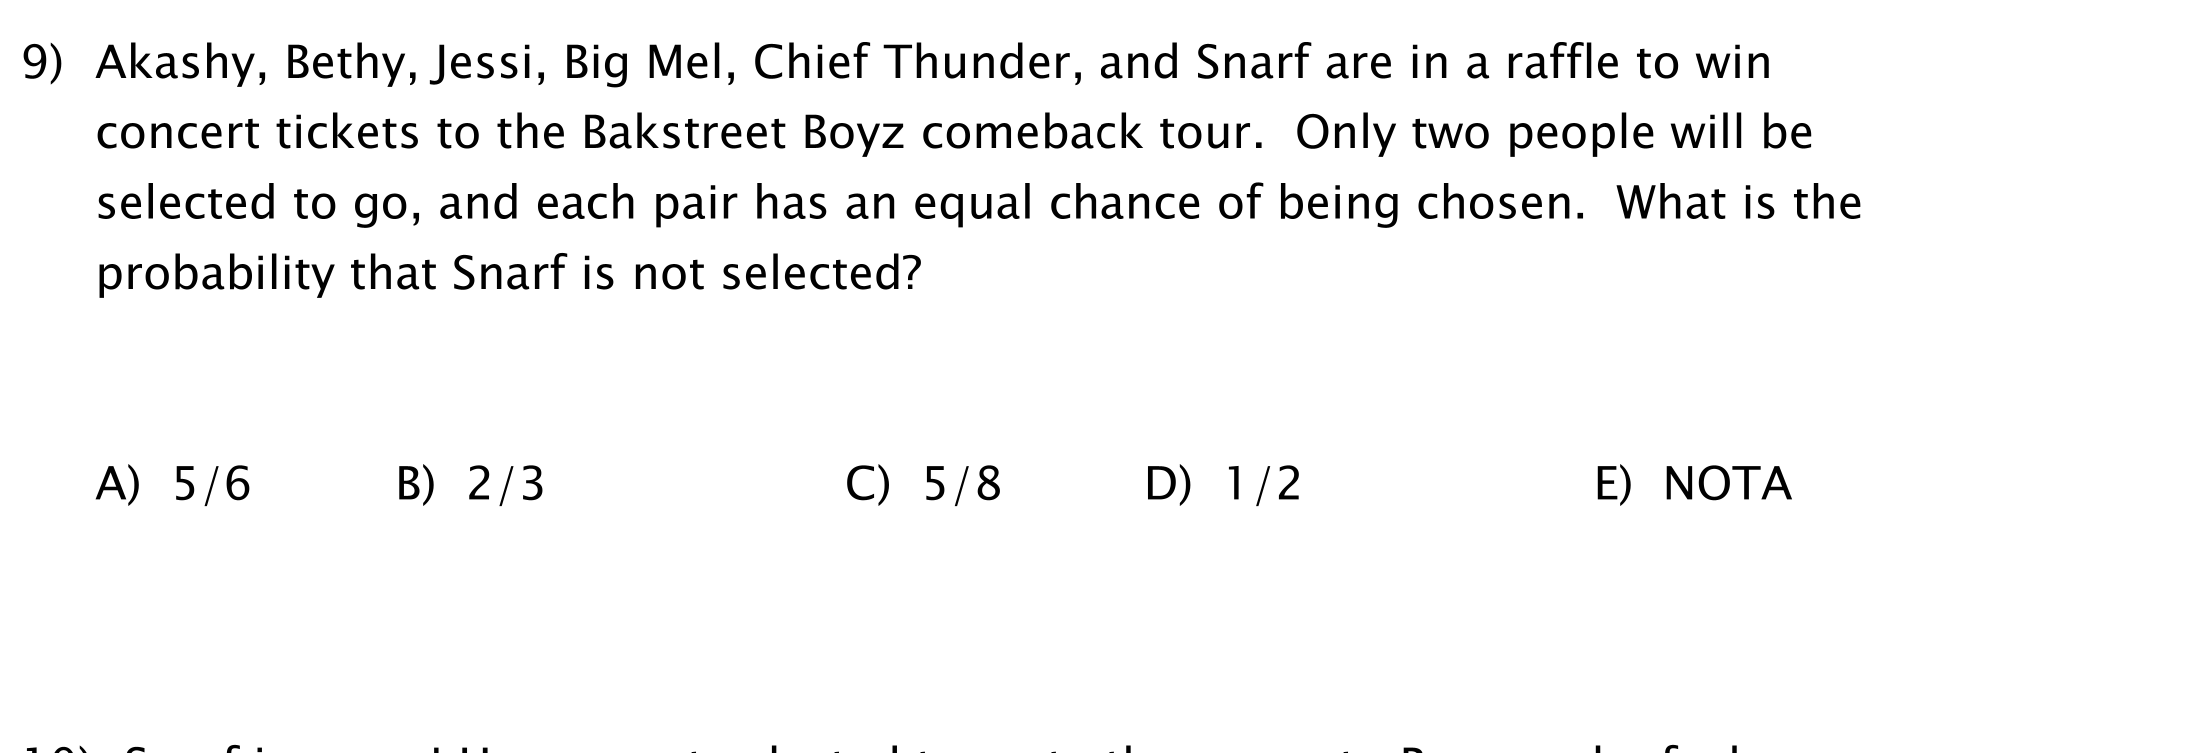 9) Akashy, Bethy, Jessi, Big Mel, Chief Thunder, and Snarf are in a raffle to win
concert tickets to the Bakstreet Boyz comeback tour.  Only two people will be
selected to go, and each pair has an equal chance of being chosen.  What is the
probability that Snarf is not selected?
A) 5/6 B) 2/3 C) 5/8 D) 1/2 E) NOTA